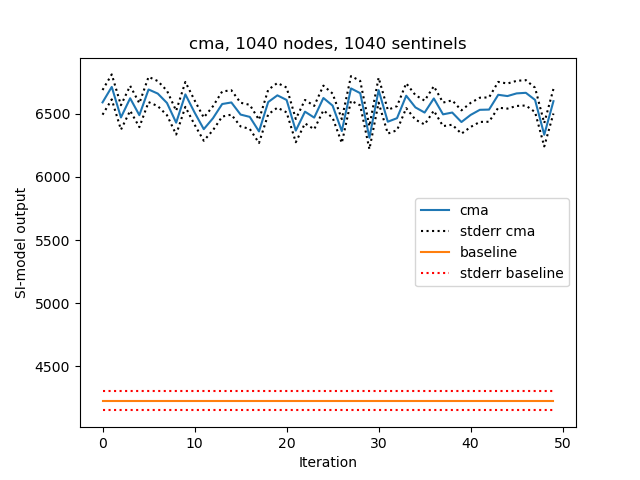 cma, 1040 nodes, 1040 sentinels
SI-model output
6500
6000
5500
5000
4500
cma
stderr cma
baseline
stderr baseline
0 10 20 30 40 50
Iteration